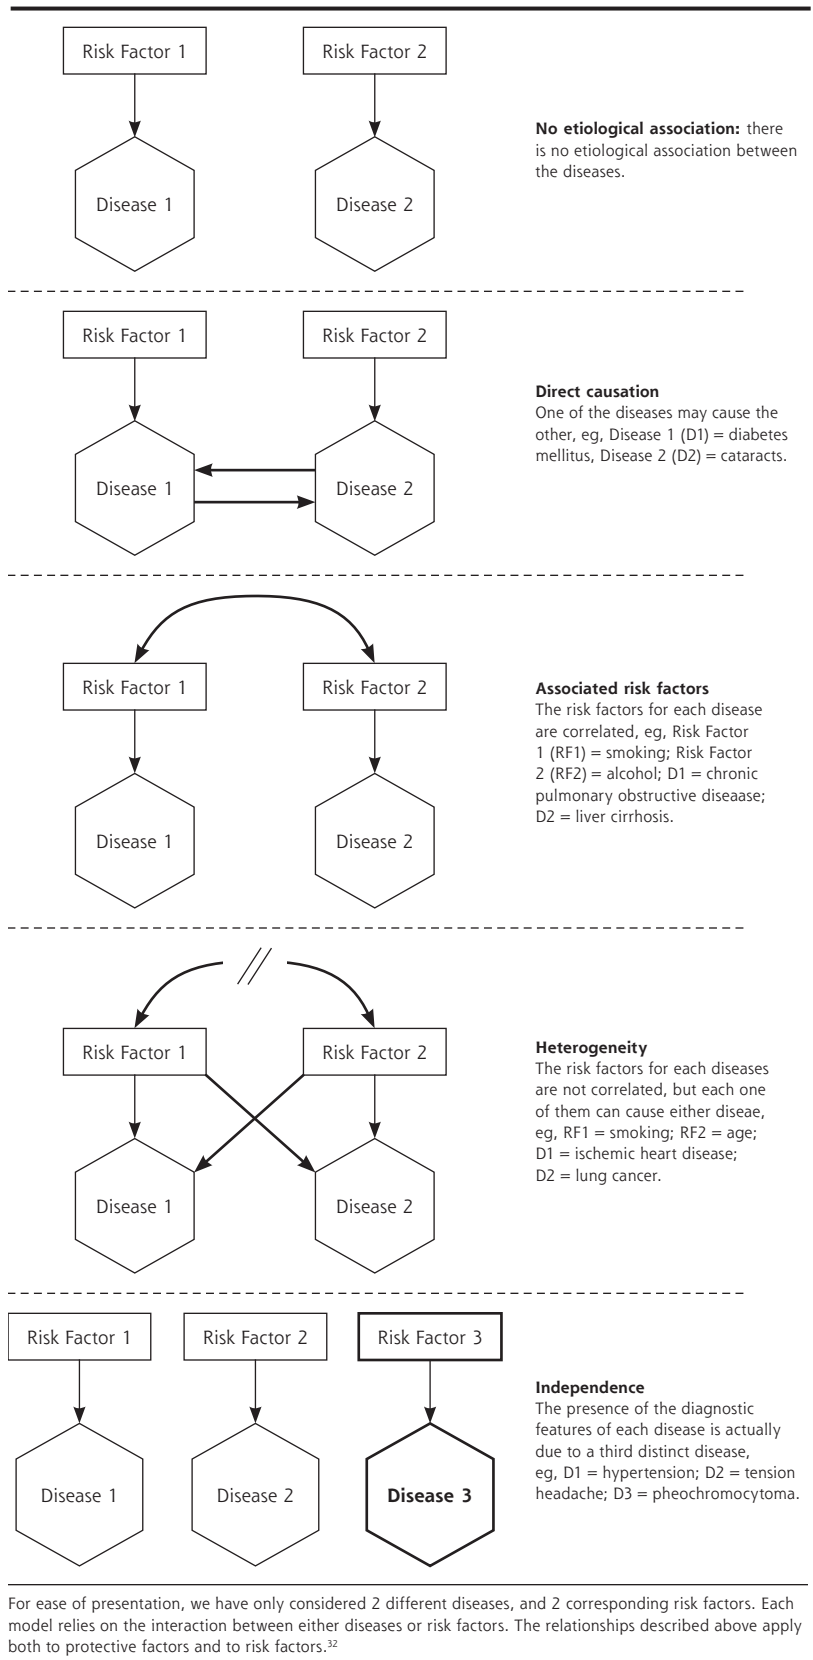 Risk Factor 1
Risk Factor 2
Disease 1
Disease 2
No etiological association: there
is no etiological association between
the diseases.
Risk Factor 1
Risk Factor 2
Disease 1
Disease 2
Direct causation
One of the diseases may cause the
other, eg, Disease 1 (D1) = diabetes
mellitus, Disease 2 (D2) = cataracts.
Risk Factor 1
Risk Factor 2
Disease 1
Disease 2
Associated risk factors
The risk factors for each disease
are correlated, eg, Risk Factor
1 (RF1) = smoking; Risk Factor
2 (RF2) = alcohol; D1 = chronic
pulmonary obstructive diseaase;
D2 = liver cirrhosis.
Risk Factor 1
Risk Factor 2
Disease 1
Disease 2
Heterogeneity
The risk factors for each diseases
are not correlated, but each one
of them can cause either diseae,
eg, RF1 = smoking; RF2 = age;
D1 = ischemic heart disease;
D2 = lung cancer.
Risk Factor 1
Risk Factor 2
Risk Factor 3
Disease 1
Disease 2
Disease 3
Independence
The presence of the diagnostic
features of each disease is actually
due to a third distinct disease,
eg, D1 = hypertension; D2 = tension
headache; D3 = pheochromocytoma.
For ease of presentation, we have only considered 2 different diseases, and 2 corresponding risk factors. Each
model relies on the interaction between either diseases or risk factors. The relationships described above apply
both to protective factors and to risk factors.³²